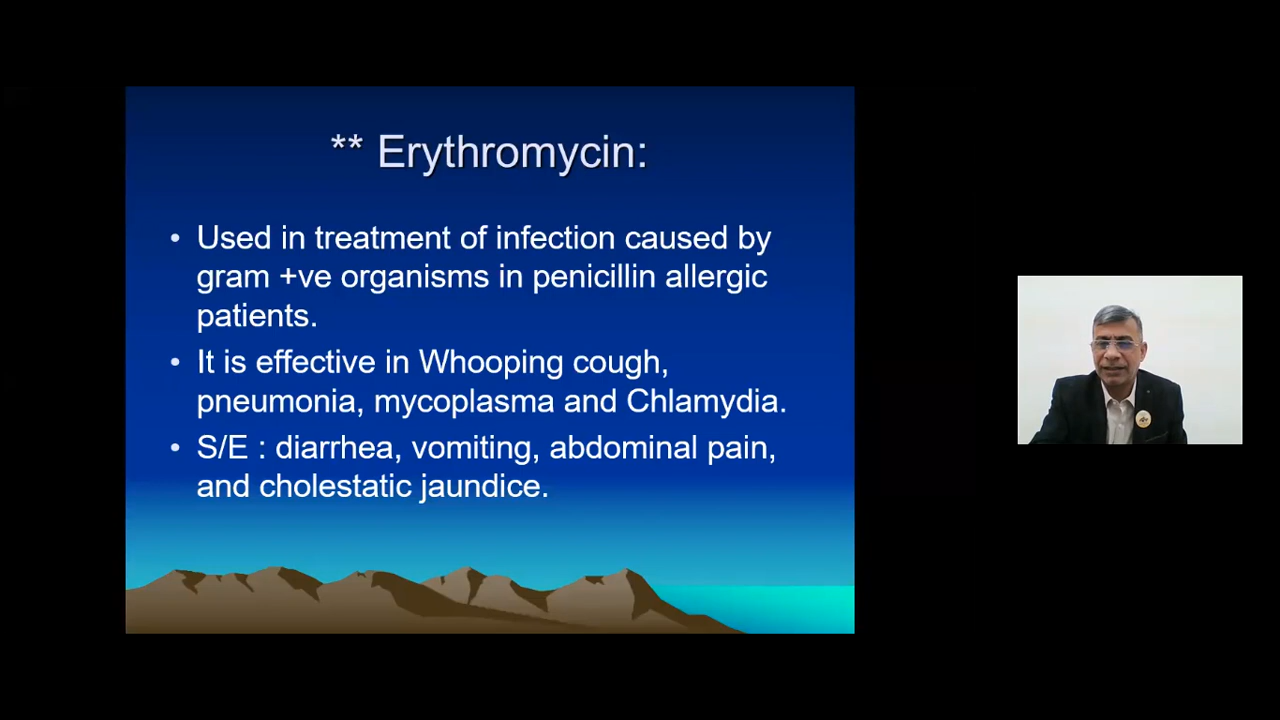 ** Erythromycin:
• Used in treatment of infection caused by
gram +ve organisms in penicillin allergic
patients.
• It is effective in Whooping cough,
pneumonia, mycoplasma and Chlamydia.
• S/E : diarrhea, vomiting, abdominal pain,
and cholestatic jaundice.